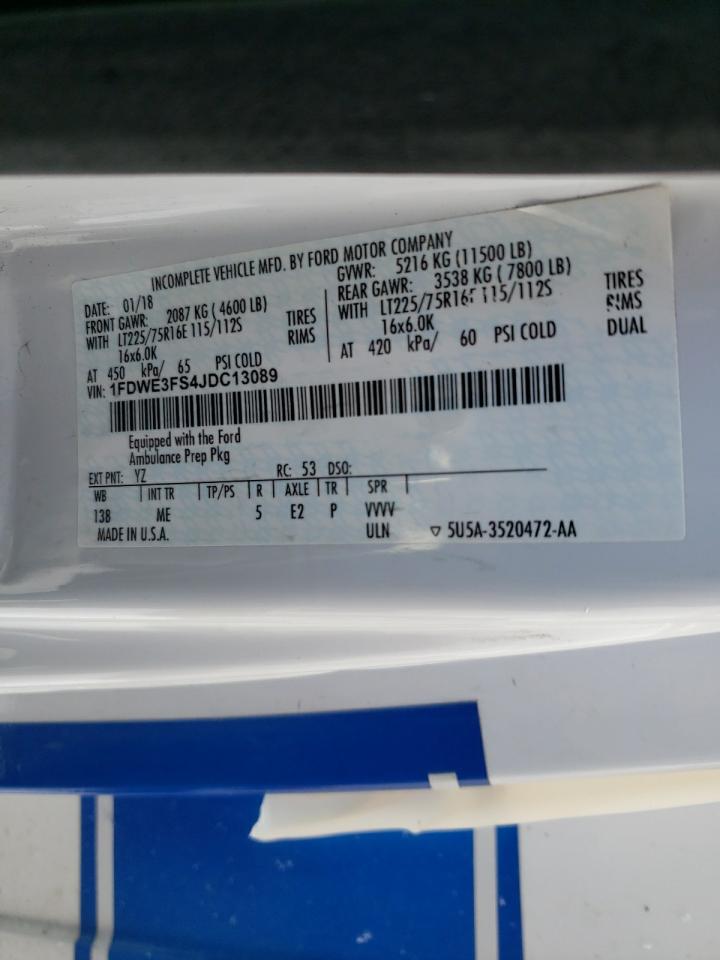 INCOMPLETE VEHICLE MFD. BY FORD MOTOR COMPANY
DATE: 01/18 GVWR: 5216 KG (11500 LB)
FRONT GAWR: 2087 KG ( 4600 LB) REAR GAWR: 3538 KG ( 7800 LB)
WITH LT225/75R16E 115/112S TIRES WITH LT225/75R16E 115/112S TIRES
16x6.0K RIMS 16x6.0K RIMS
AT 450 kPa/ 65 PSI COLD AT 420 kPa/ 60 PSI COLD DUAL
VIN: 1FDWE3FS4JDC13089
Equipped with the Ford
Ambulance Prep Pkg
EXT PNT: YZ RC: 53 DSO:
WB INT TR TP/PS R AXLE TR SPR
138 ME 5 E2 P VVVV
MADE IN U.S.A. ULN ▽ 5U5A-3520472-AA